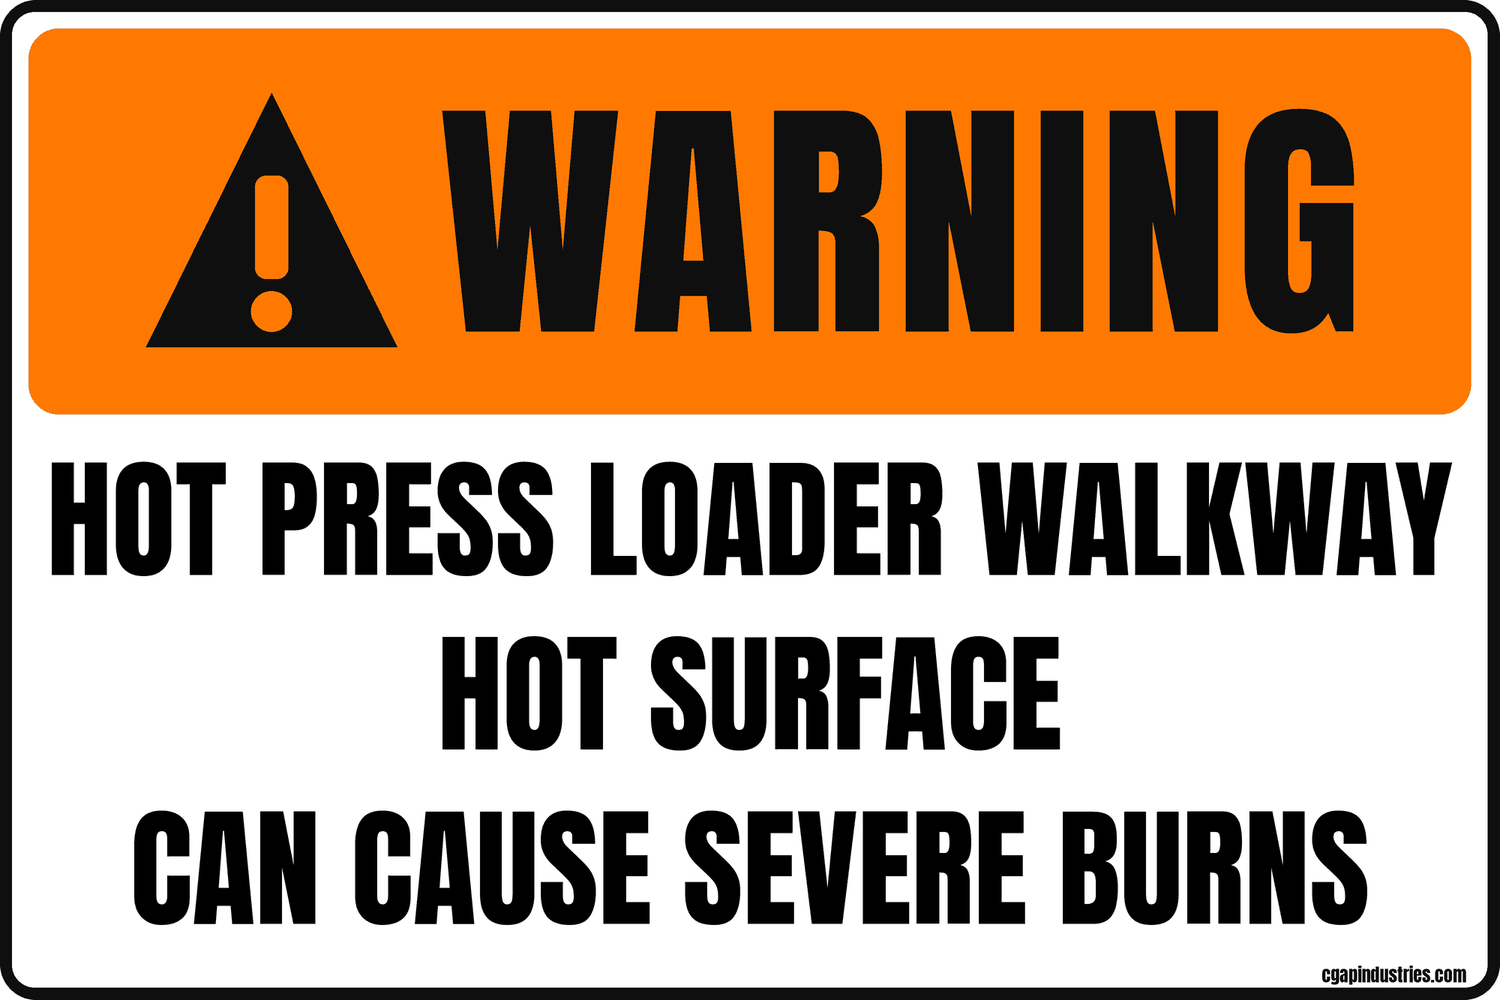 WARNING
HOT PRESS LOADER WALKWAY
HOT SURFACE
CAN CAUSE SEVERE BURNS
cgapindustries.com